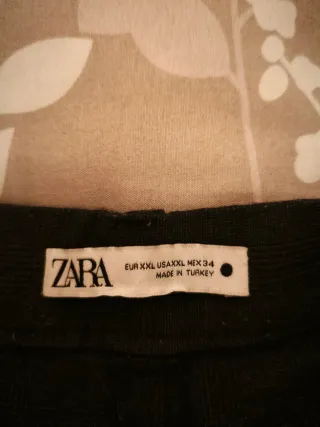 ZARA
EUR XXL USA XXL MEX 34
MADE IN TURKEY